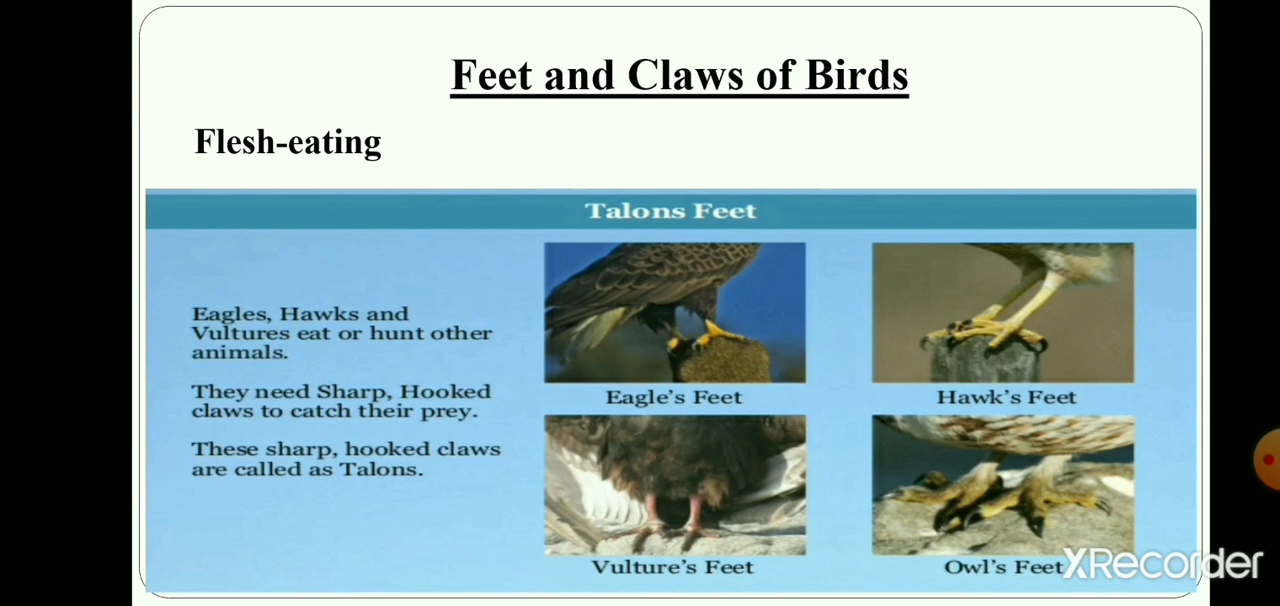 Feet and Claws of Birds
Flesh-eating
Talons Feet
Eagles, Hawks and
Vultures eat or hunt other
animals.
They need Sharp, Hooked
claws to catch their prey.
These sharp, hooked claws
are called as Talons.
Eagle's Feet
Hawk's Feet
Vulture's Feet
Owl's Feet
XRecorder